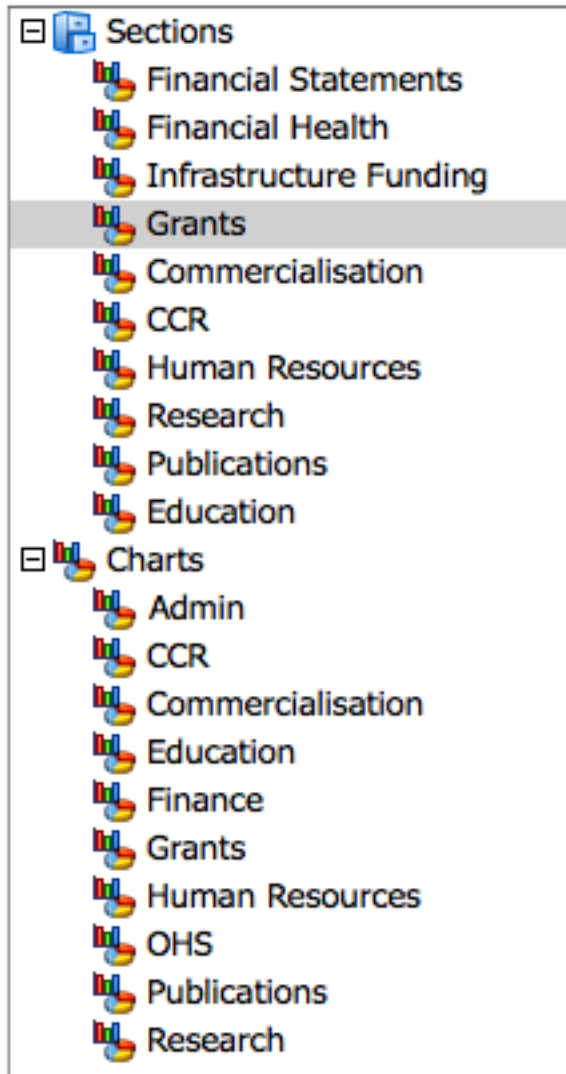 Sections
Financial Statements
Financial Health
Infrastructure Funding
Grants
Commercialisation
CCR
Human Resources
Research
Publications
Education
Charts
Admin
CCR
Commercialisation
Education
Finance
Grants
Human Resources
OHS
Publications
Research